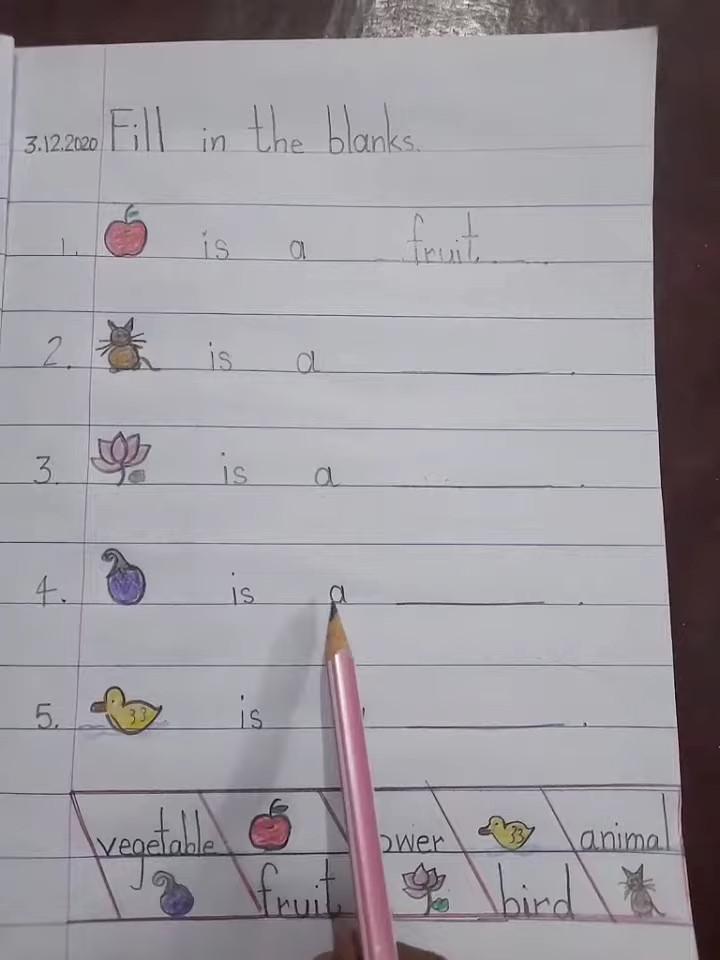 3.12.2020 Fill in the blanks.
1. is a fruit.
2. is a .
3. is a .
4. is a .
5. is .
vegetable animal
fruit bird